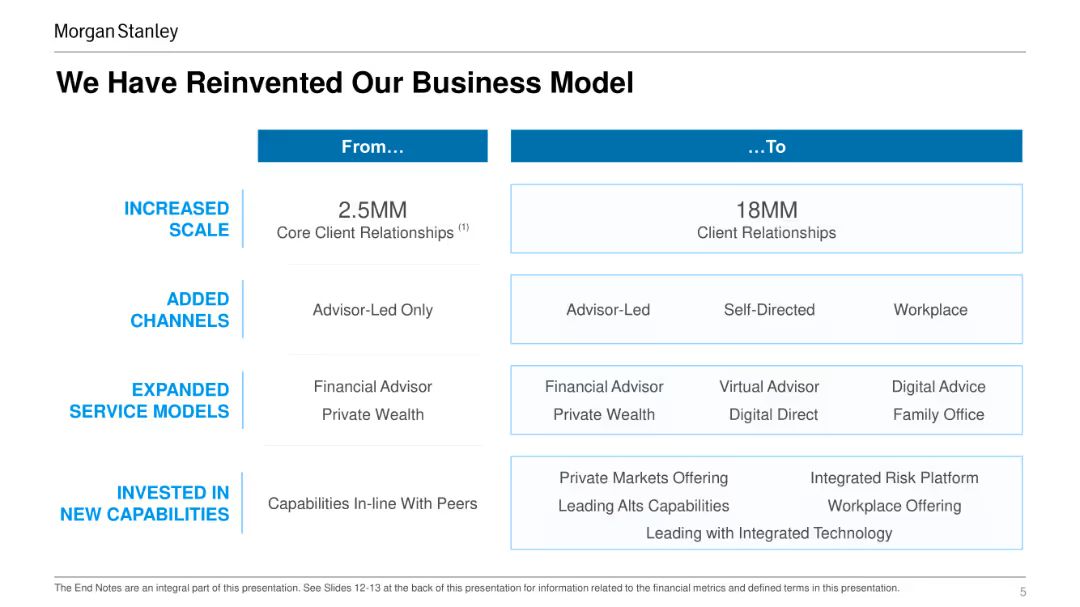 Morgan Stanley
We Have Reinvented Our Business Model
From...
...To
INCREASED
SCALE
2.5MM
Core Client Relationships (1)
18MM
Client Relationships
ADDED
CHANNELS
Advisor-Led Only
Advisor-Led Self-Directed Workplace
EXPANDED
SERVICE MODELS
Financial Advisor
Private Wealth
Financial Advisor Virtual Advisor Digital Advice
Private Wealth Digital Direct Family Office
INVESTED IN
NEW CAPABILITIES
Capabilities In-line With Peers
Private Markets Offering Integrated Risk Platform
Leading Alts Capabilities Workplace Offering
Leading with Integrated Technology
The End Notes are an integral part of this presentation. See Slides 12-13 at the back of this presentation for information related to the financial metrics and defined terms in this presentation.
5